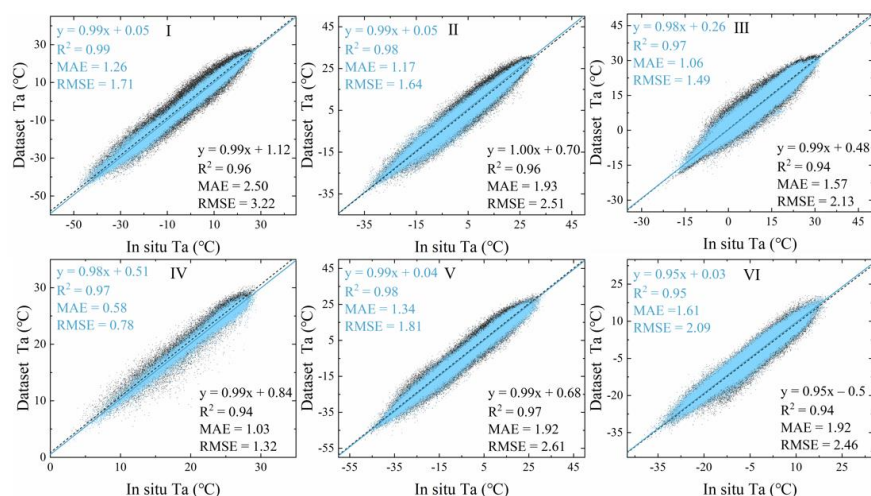 y = 0.99x + 0.05
I
R² = 0.99
MAE = 1.26
RMSE = 1.71
y = 0.99x + 1.12
R² = 0.96
MAE = 2.50
RMSE = 3.22
30
10
-10
-30
-50
-50 -30 -10 10 30
Dataset Ta (℃)
In situ Ta (℃)
y = 0.99x + 0.05
II
R² = 0.98
MAE = 1.17
RMSE = 1.64
y = 1.00x + 0.70
R² = 0.96
MAE = 1.93
RMSE = 2.51
45
25
5
-15
-35
-35 -15 5 25 45
Dataset Ta (℃)
In situ Ta (℃)
y = 0.98x + 0.26
III
R² = 0.97
MAE = 1.06
RMSE = 1.49
y = 0.99x + 0.48
R² = 0.94
MAE = 1.57
RMSE = 2.13
45
30
15
0
-15
-30
-30 -15 0 15 30 45
Dataset Ta (℃)
In situ Ta (℃)
y = 0.98x + 0.51
IV
R² = 0.97
MAE = 0.58
RMSE = 0.78
y = 0.99x + 0.84
R² = 0.94
MAE = 1.03
RMSE = 1.32
30
20
10
0
0 10 20 30
Dataset Ta (℃)
In situ Ta (℃)
y = 0.99x + 0.04
V
R² = 0.98
MAE = 1.34
RMSE = 1.81
y = 0.99x + 0.68
R² = 0.97
MAE = 1.92
RMSE = 2.61
45
25
5
-15
-35
-55
-55 -35 -15 5 25 45
Dataset Ta (℃)
In situ Ta (℃)
y = 0.95x + 0.03
VI
R² = 0.95
MAE = 1.61
RMSE = 2.09
y = 0.95x − 0.5
R² = 0.94
MAE = 1.92
RMSE = 2.46
25
10
-5
-20
-35
-35 -20 -5 10 25
Dataset Ta (℃)
In situ Ta (℃)